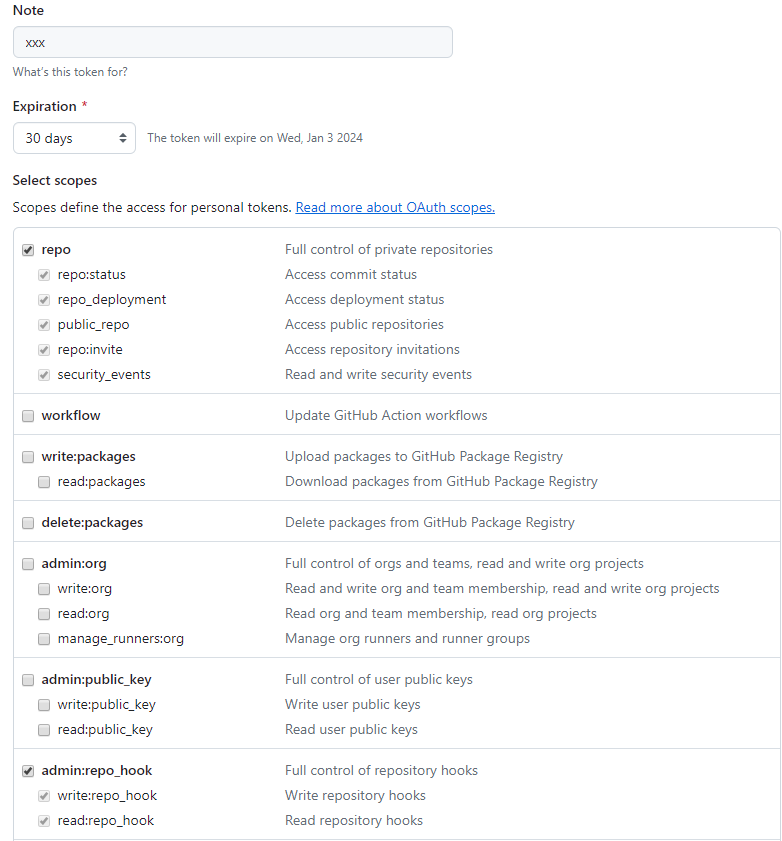 Note
xxx
What's this token for?
Expiration *
30 days The token will expire on Wed, Jan 3 2024
Select scopes
Scopes define the access for personal tokens. Read more about OAuth scopes.
repo Full control of private repositories
repo:status Access commit status
repo_deployment Access deployment status
public_repo Access public repositories
repo:invite Access repository invitations
security_events Read and write security events
workflow Update GitHub Action workflows
write:packages Upload packages to GitHub Package Registry
read:packages Download packages from GitHub Package Registry
delete:packages Delete packages from GitHub Package Registry
admin:org Full control of orgs and teams, read and write org projects
write:org Read and write org and team membership, read and write org projects
read:org Read org and team membership, read org projects
manage_runners:org Manage org runners and runner groups
admin:public_key Full control of user public keys
write:public_key Write user public keys
read:public_key Read user public keys
admin:repo_hook Full control of repository hooks
write:repo_hook Write repository hooks
read:repo_hook Read repository hooks